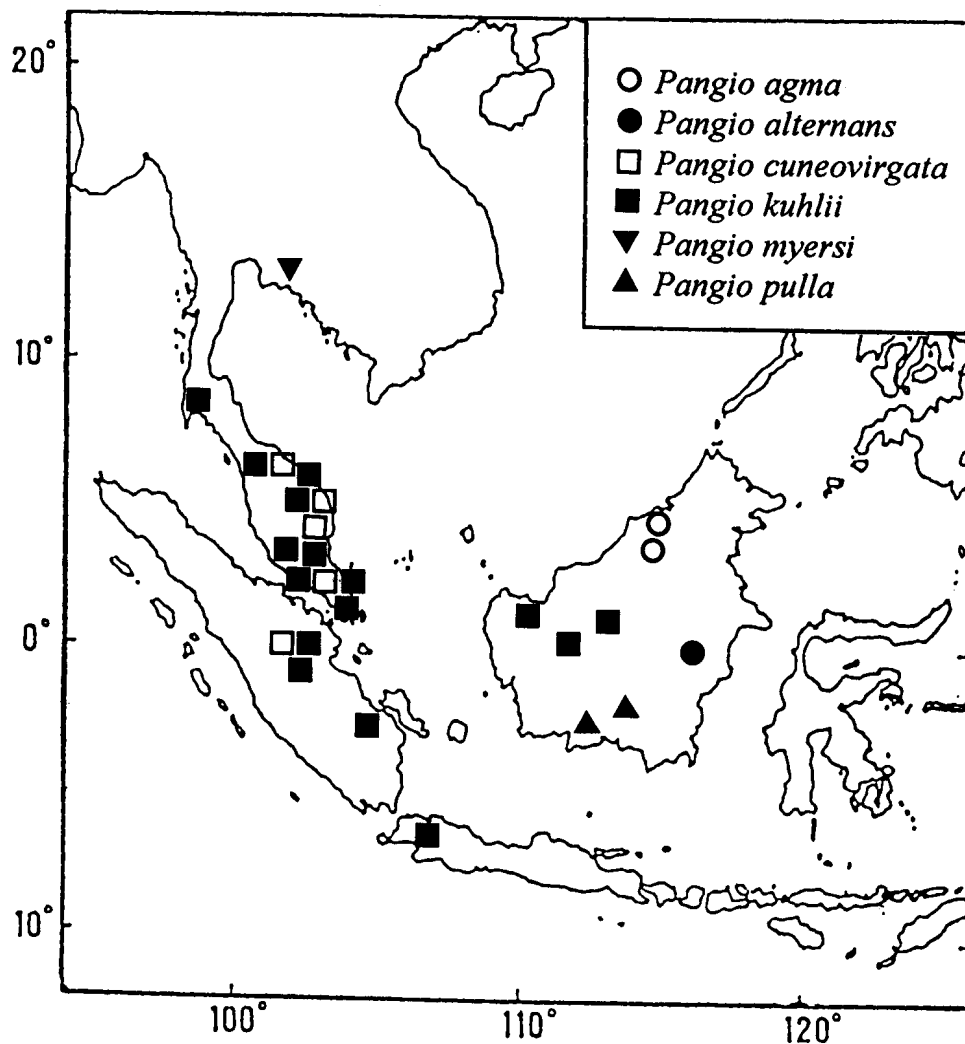 20°
10°
0°
10°
100°
110°
120°
Pangio agma
Pangio alternans
Pangio cuneovirgata
Pangio kuhlii
Pangio myersi
Pangio pulla